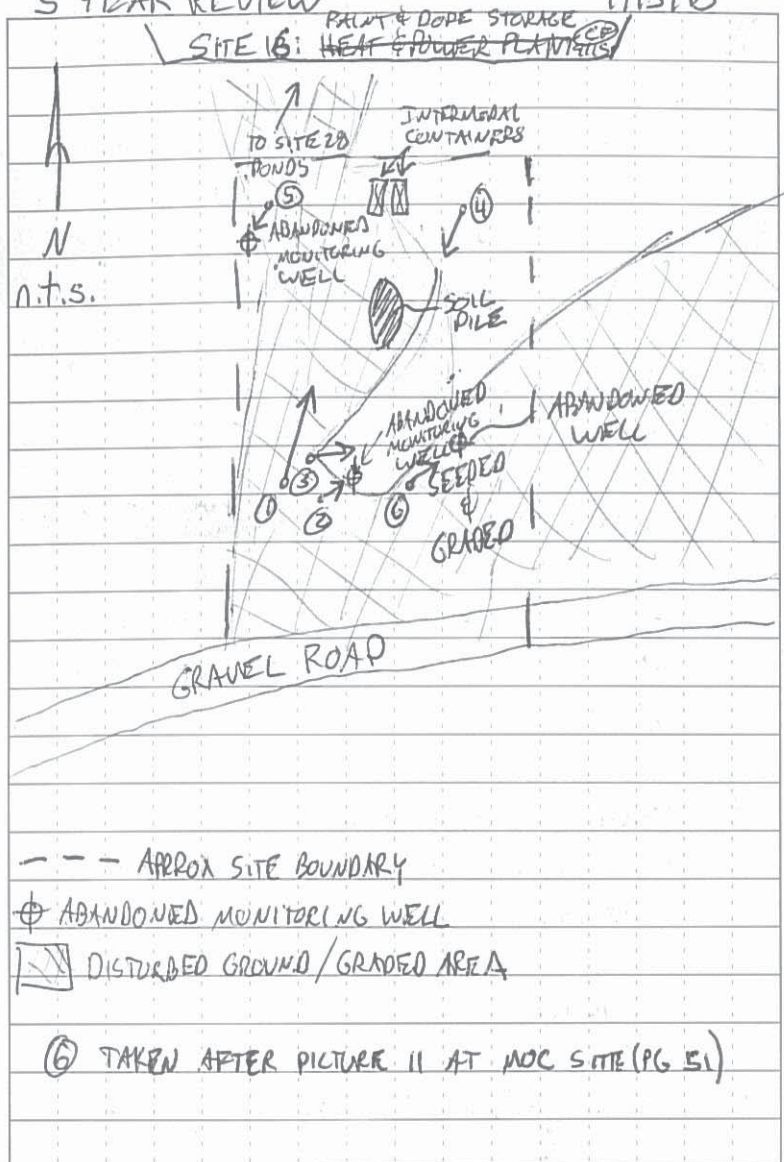 5 YEAR REVIEW
PAINT & DOPE STORAGE
SITE 16: HEAT & POWER PLANT
TO SITE 28
PONDS
INTERMODAL
CONTAINERS
⑤
④
ABANDONED
MONITORING
WELL
N
n.t.s.
SOIL
PILE
ABANDONED
MONITORING
WELL
ABANDONED
WELL
①
③
②
⑥
SEEDED
&
GRADED
GRAVEL ROAD
--- APPROX SITE BOUNDARY
ABANDONED MONITORING WELL
DISTURBED GROUND/GRADED AREA
⑥ TAKEN AFTER PICTURE 11 AT MOC SITE (PG 51)